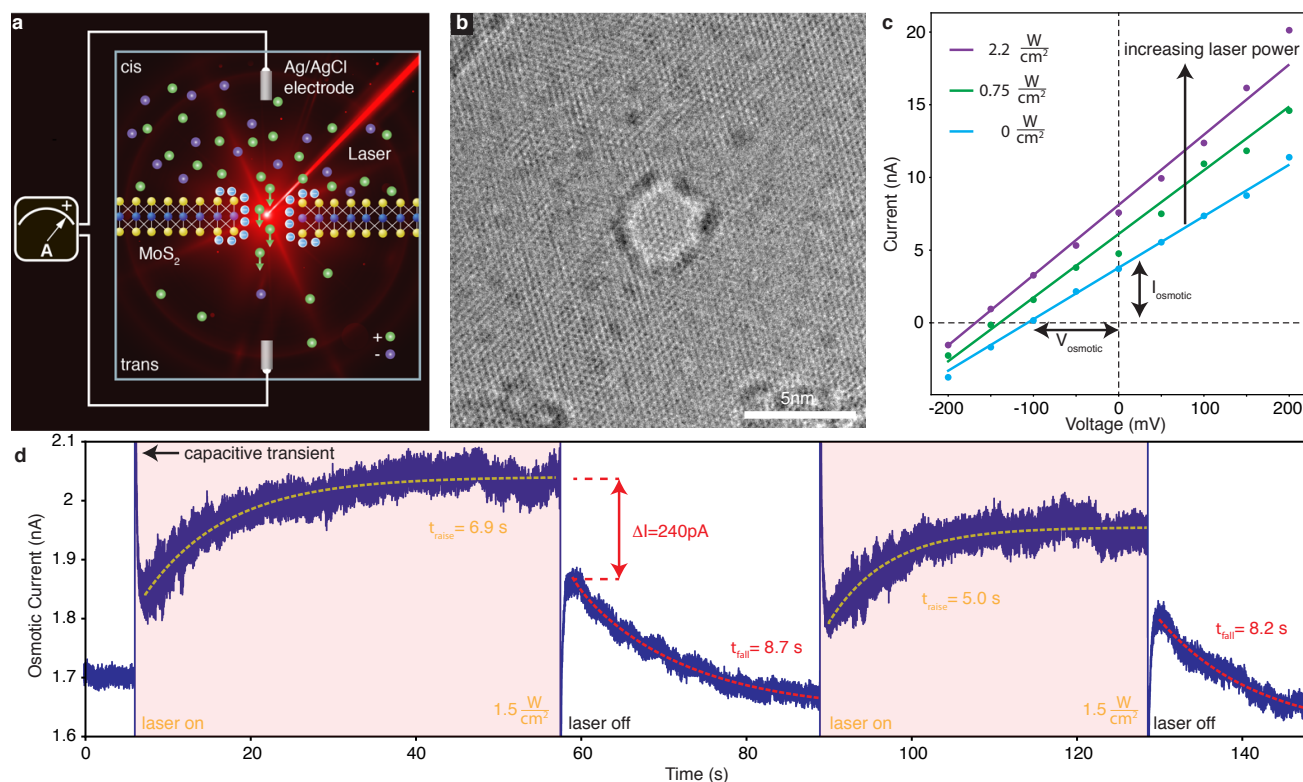 a
cis
Ag/AgCl
electrode
Laser
+
A
MoS2
+
-
trans
b
5nm
c
20
15
10
5
0
2.2 W/cm2
0.75 W/cm2
0 W/cm2
increasing laser power
Iosmotic
Vosmotic
Current (nA)
-200
-100
0
100
200
Voltage (mV)
d
2.1
2
1.9
1.8
1.7
1.6
Osmotic Current (nA)
capacitive transient
traise = 6.9 s
ΔI=240pA
tfall = 8.7 s
traise = 5.0 s
tfall = 8.2 s
laser on
1.5 W/cm2
laser off
laser on
1.5 W/cm2
laser off
0
20
40
60
80
100
120
140
Time (s)